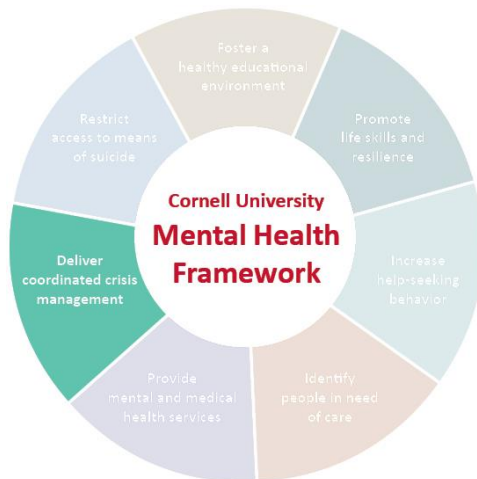 Foster a
healthy educational
environment
Promote
life skills and
resilience
Increase
help-seeking
behavior
Identify
people in need
of care
Provide
mental and medical
health services
Deliver
coordinated crisis
management
Restrict
access to means
of suicide
Cornell University
Mental Health
Framework